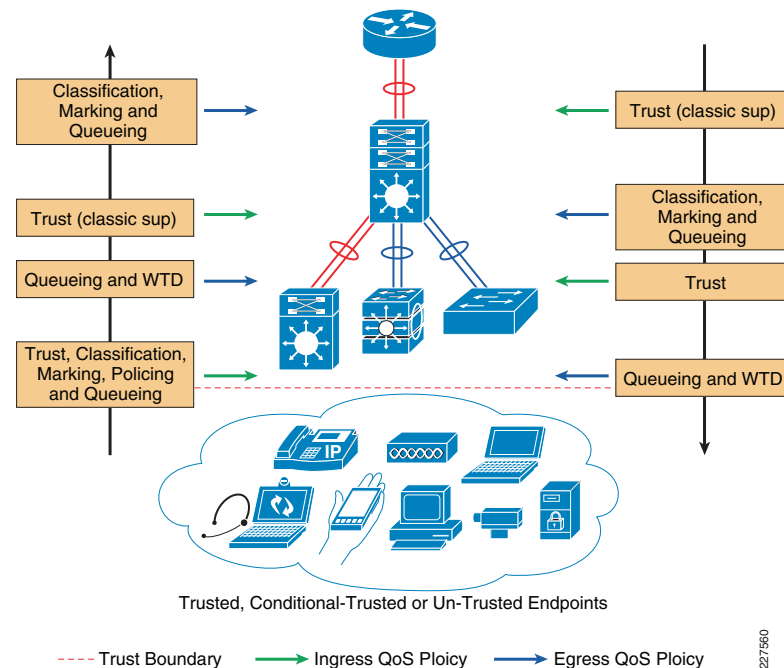 Classification,
Marking and
Queueing
Trust (classic sup)
Queueing and WTD
Trust, Classification,
Marking, Policing
and Queueing
Trust (classic sup)
Classification,
Marking and
Queueing
Trust
Queueing and WTD
IP
Trusted, Conditional-Trusted or Un-Trusted Endpoints
Trust Boundary
Ingress QoS Ploicy
Egress QoS Ploicy
227560